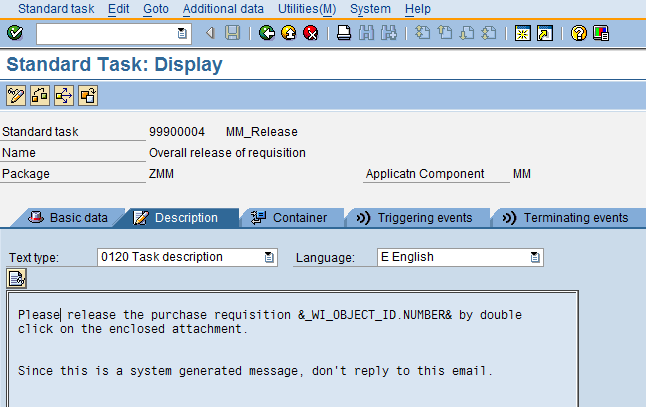 Standard task Edit Goto Additional data Utilities(M) System Help
Standard Task: Display
Standard task 99900004 MM_Release
Name Overall release of requisition
Package ZMM Applicatn Component MM
Basic data Description Container Triggering events Terminating events
Text type: 0120 Task description Language: E English
Please release the purchase requisition &_WI_OBJECT_ID.NUMBER& by double
click on the enclosed attachment.
Since this is a system generated message, don't reply to this email.